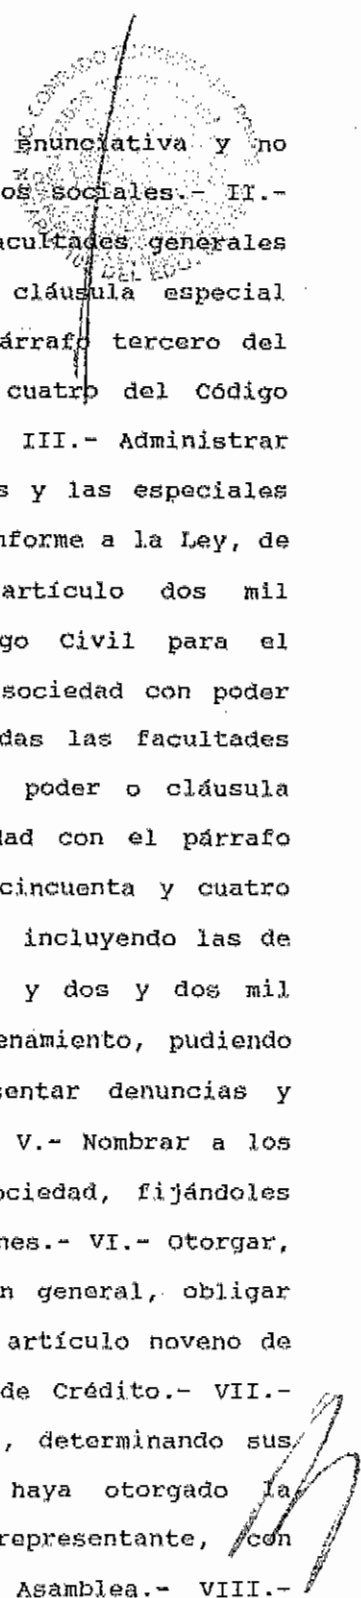 enunciativa y no
os sociales.- II.-
acultades generales
cláusula especial
árrafo tercero del
cuatro del Código
III.- Administrar
s y las especiales
nforme a la Ley, de
artículo dos mil
go Civil para el
sociedad con poder
das las facultades
poder o cláusula
dad con el párrafo
cincuenta y cuatro
incluyendo las de
y dos y dos mil
enamiento, pudiendo
sentar denuncias y
V.- Nombrar a los
ociedad, fijándoles
nes.- VI.- Otorgar,
n general, obligar
artículo noveno de
de Crédito.- VII.-
, determinando sus
haya otorgado la
representante, con
Asamblea.- VIII.-